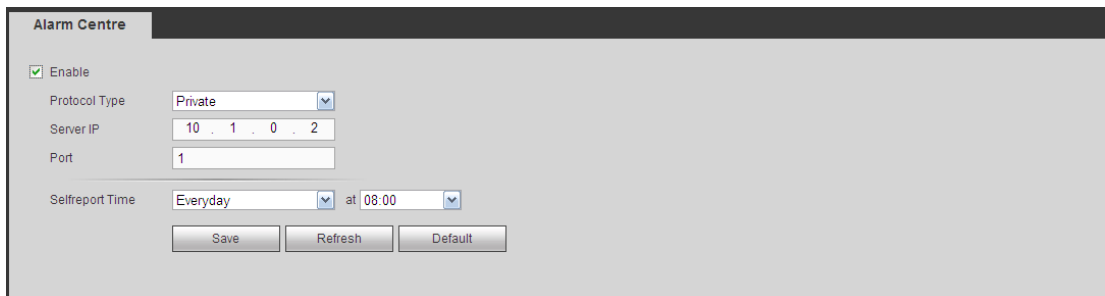 Alarm Centre
Enable
Protocol Type Private
Server IP 10 . 1 . 0 . 2
Port 1
Selfreport Time Everyday at 08:00
Save Refresh Default